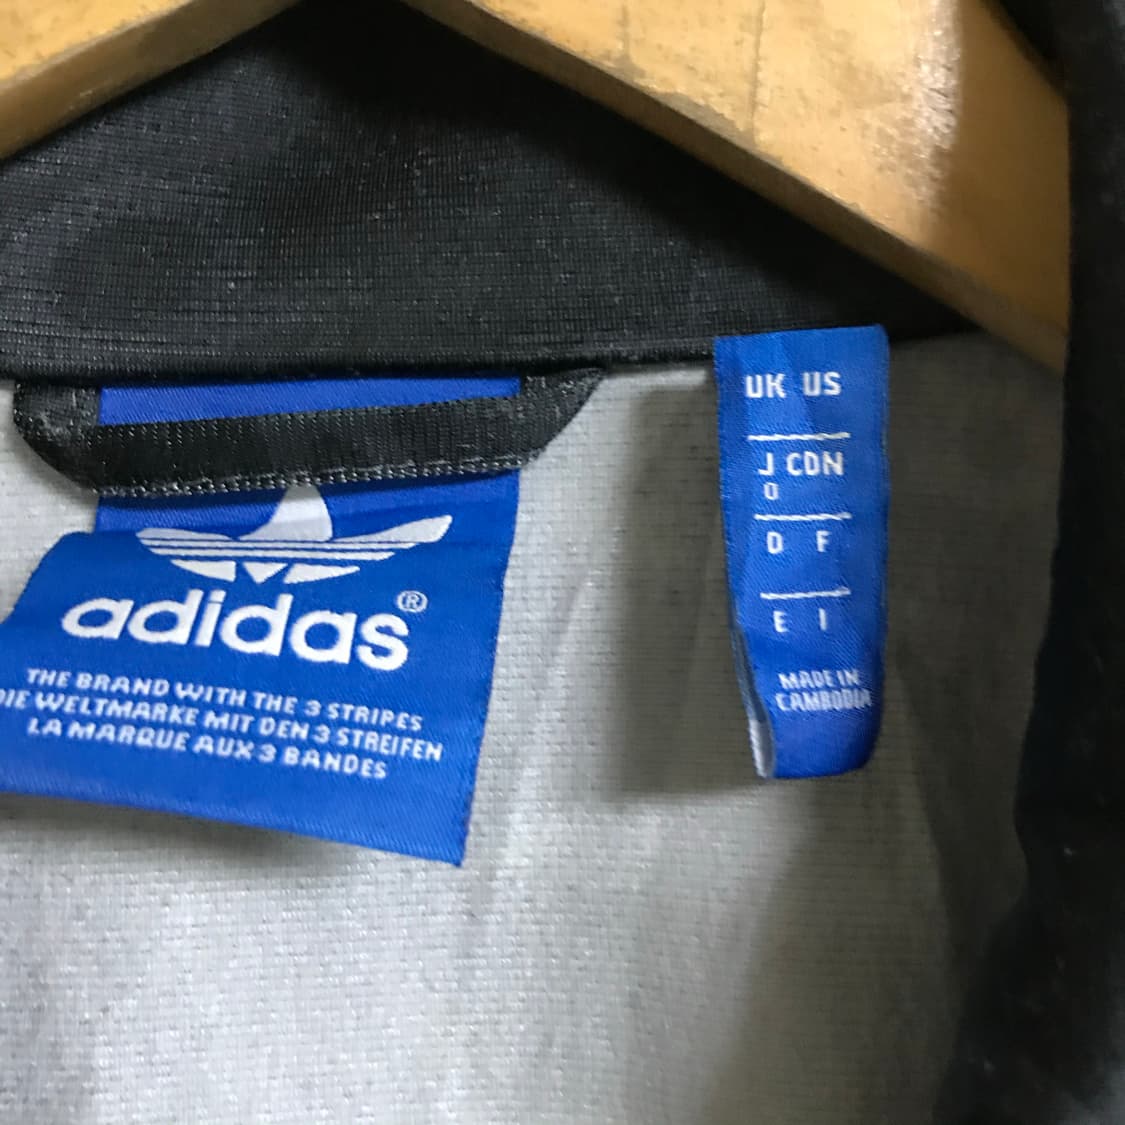 adidas®
THE BRAND WITH THE 3 STRIPES
DIE WELTMARKE MIT DEN 3 STREIFEN
LA MARQUE AUX 3 BANDES
UK US
J CDN
O
D F
E I
MADE IN
CAMBODIA